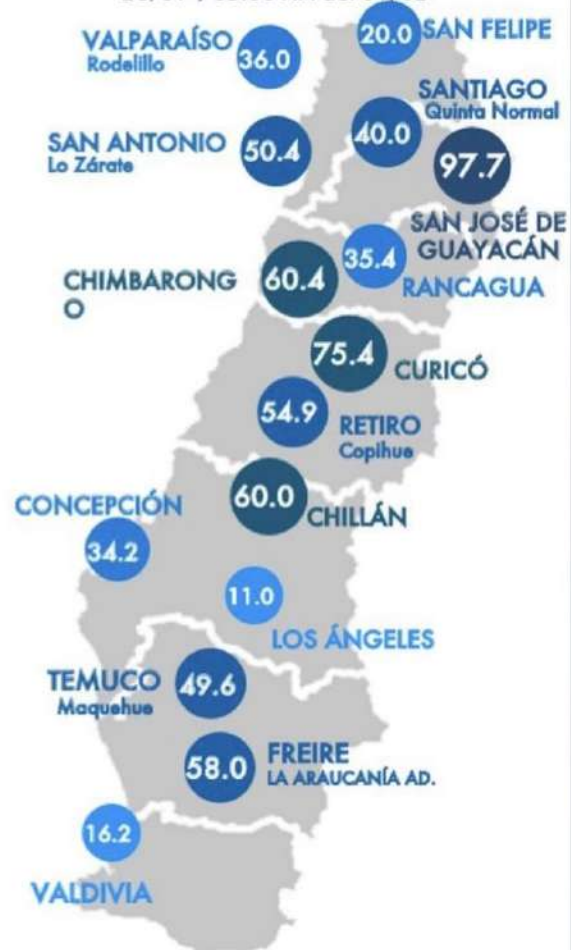 20.0
SAN FELIPE
VALPARAÍSO
Rodelillo
36.0
SANTIAGO
Quinta Normal
40.0
SAN ANTONIO
Lo Zárate
50.4
97.7
SAN JOSÉ DE
GUAYACÁN
35.4
RANCAGUA
CHIMBARONG
O
60.4
75.4
CURICÓ
54.9
RETIRO
Copihue
60.0
CHILLÁN
CONCEPCIÓN
34.2
11.0
LOS ÁNGELES
TEMUCO
Maquehue
49.6
58.0
FREIRE
LA ARAUCANÍA AD.
16.2
VALDIVIA